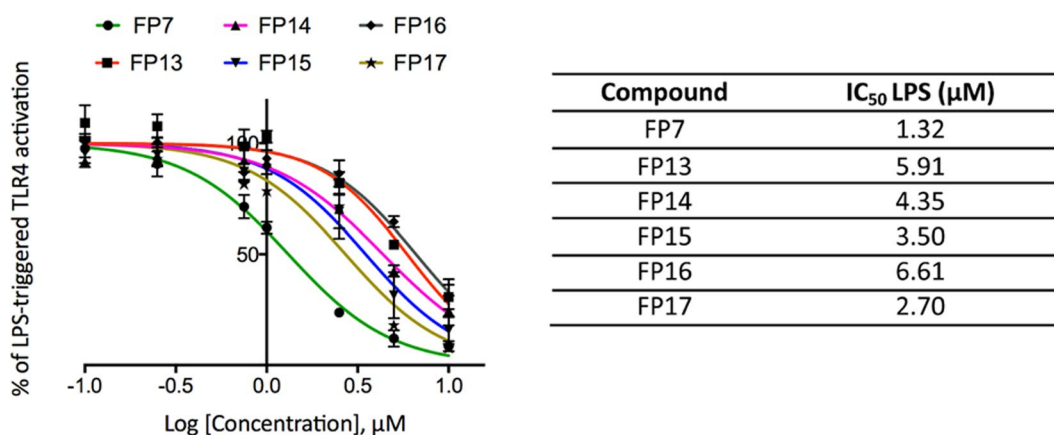 FP7 FP14 FP16
FP13 FP15 FP17
% of LPS-triggered TLR4 activation
100
50
-1.0 -0.5 0.0 0.5 1.0
Log [Concentration], μM
Compound IC50 LPS (μM)
FP7 1.32
FP13 5.91
FP14 4.35
FP15 3.50
FP16 6.61
FP17 2.70